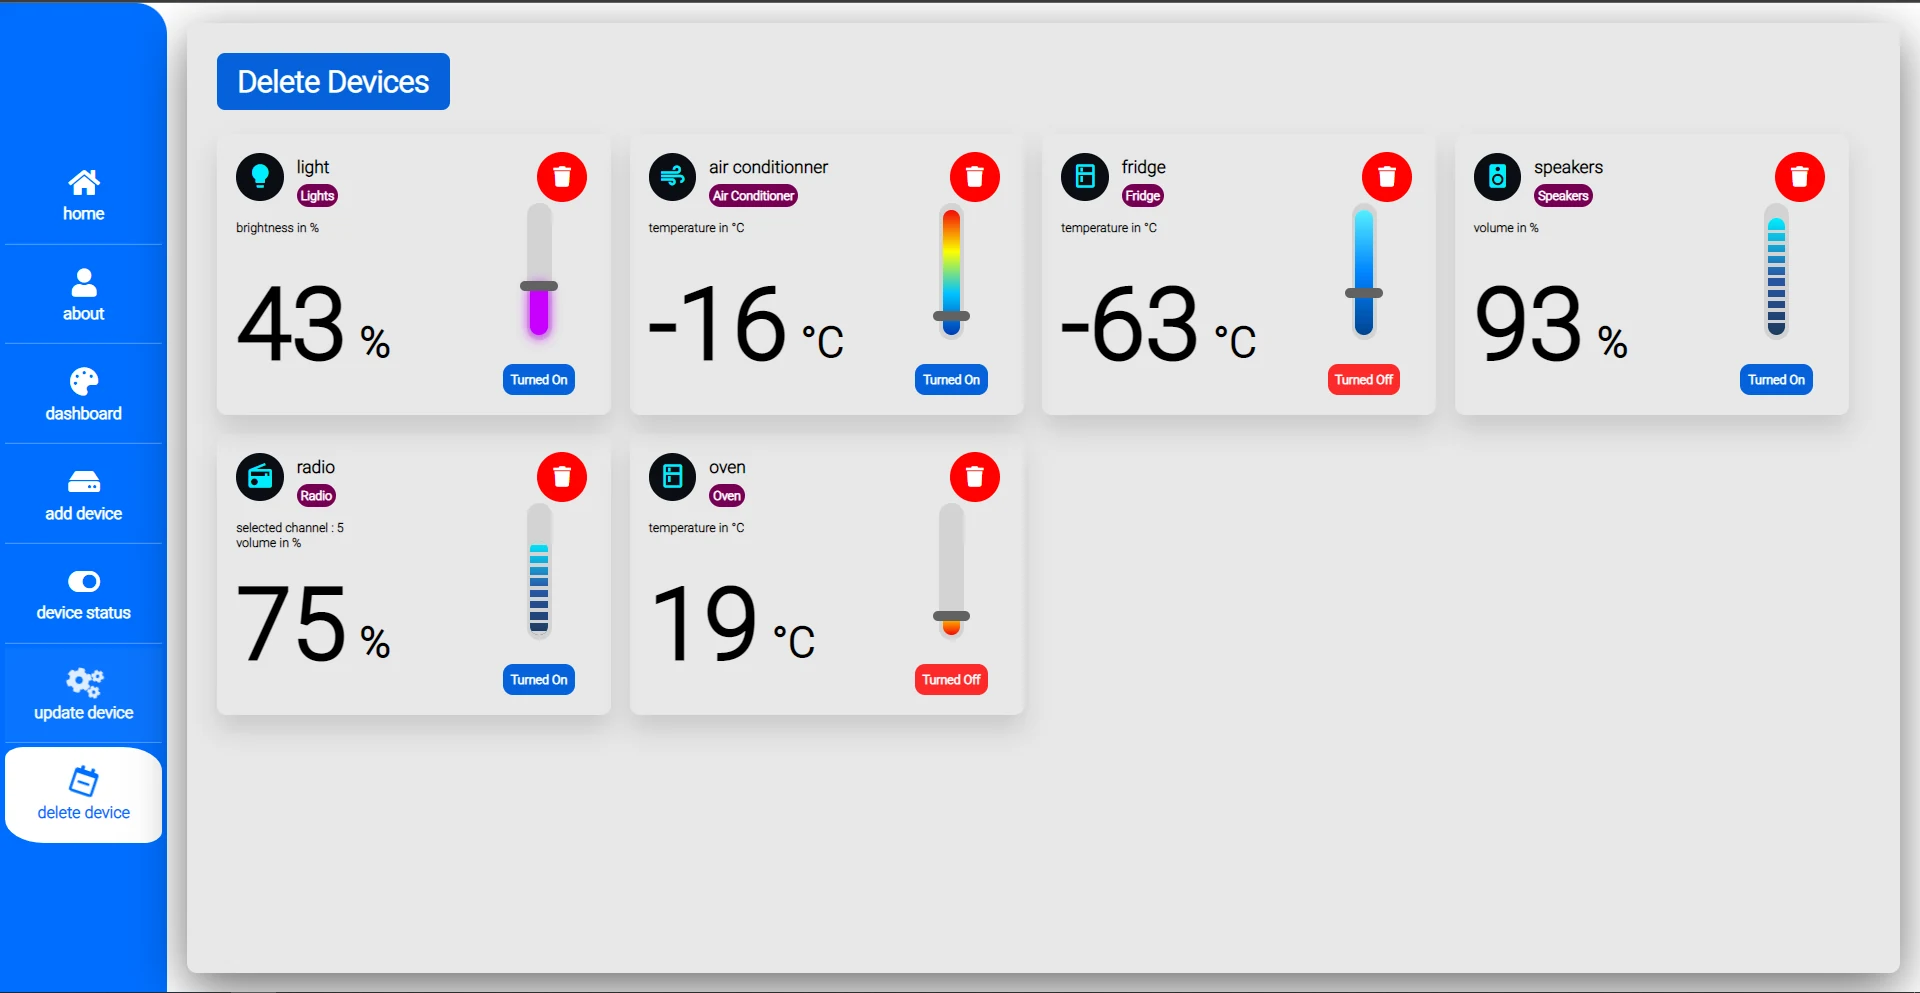 home
about
dashboard
add device
device status
update device
delete device
Delete Devices
light
Lights
brightness in %
43 %
Turned On
air conditionner
Air Conditioner
temperature in °C
-16 °C
Turned On
fridge
Fridge
temperature in °C
-63 °C
Turned Off
speakers
Speakers
volume in %
93 %
Turned On
radio
Radio
selected channel : 5
volume in %
75 %
Turned On
oven
Oven
temperature in °C
19 °C
Turned Off